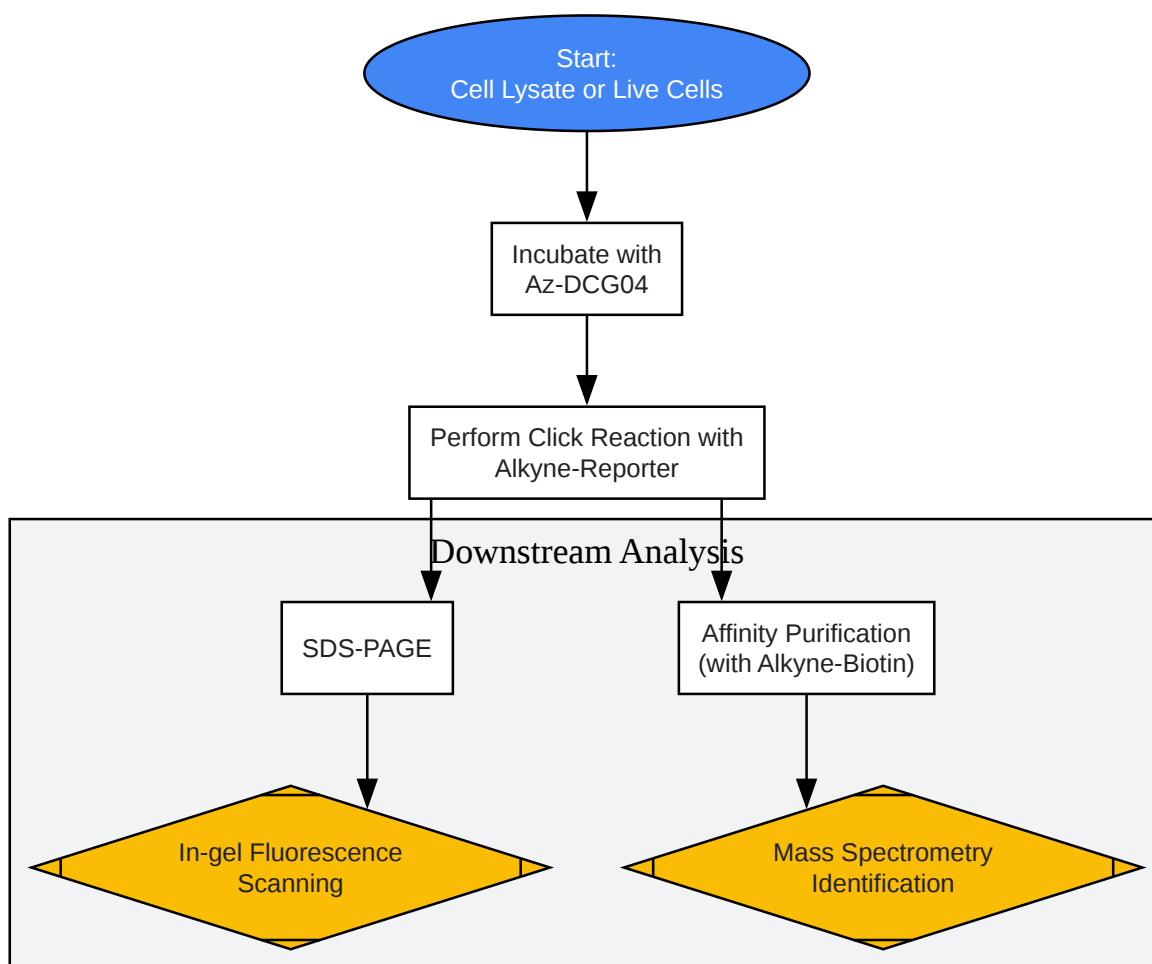 Start:
Cell Lysate or Live Cells
Incubate with
Az-DCG04
Perform Click Reaction with
Alkyne-Reporter
Downstream Analysis
SDS-PAGE
Affinity Purification
(with Alkyne-Biotin)
In-gel Fluorescence
Scanning
Mass Spectrometry
Identification